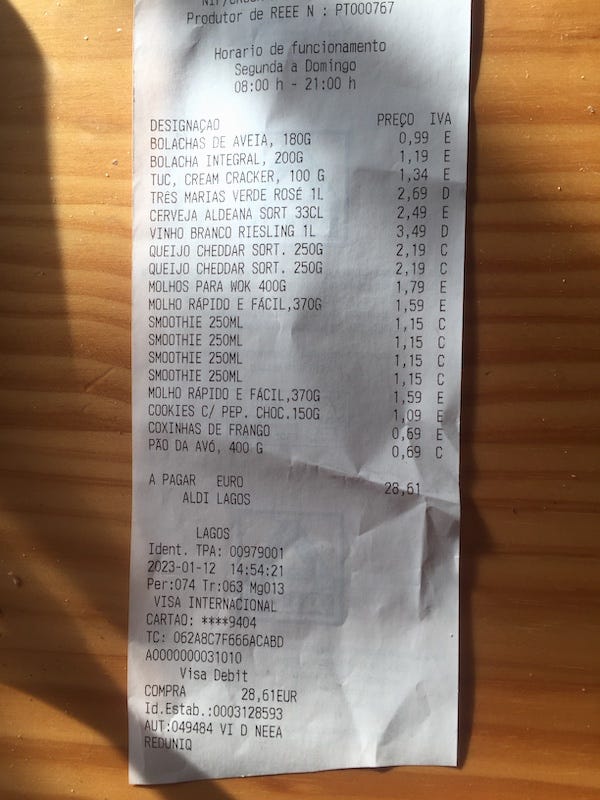 Produtor de REEE N : PT000767
Horario de funcionamento
Segunda a Domingo
08:00 h - 21:00 h
DESIGNAÇAO PREÇO IVA
BOLACHAS DE AVEIA, 180G 0,99 E
BOLACHA INTEGRAL, 200G 1,19 E
TUC, CREAM CRACKER, 100 G 1,34 E
TRÊS MARIAS VERDE ROSÉ 1L 2,69 D
CERVEJA ALDEANA SORT 33CL 2,49 E
VINHO BRANCO RIESLING 1L 3,49 D
QUEIJO CHEDDAR SORT. 250G 2,19 C
QUEIJO CHEDDAR SORT. 250G 2,19 C
MOLHOS PARA WOK 400G 1,79 E
MOLHO RÁPIDO E FÁCIL,370G 1,59 E
SMOOTHIE 250ML 1,15 C
SMOOTHIE 250ML 1,15 C
SMOOTHIE 250ML 1,15 C
SMOOTHIE 250ML 1,15 C
MOLHO RÁPIDO E FÁCIL,370G 1,59 E
COOKIES C/ PEP. CHOC.150G 1,09 E
COXINHAS DE FRANGO 0,69 E
PÃO DA AVÓ, 400 G 0,69 C
A PAGAR EURO 28,61
ALDI LAGOS
LAGOS
Ident. TPA: 00979001
2023-01-12 14:54:21
Per:074 Tr:063 Mg013
VISA INTERNACIONAL
CARTAO: ****9404
TC: 062A8C7F666ACABD
A0000000031010
Visa Debit
COMPRA 28,61EUR
Id.Estab.:0003128593
AUT:049484 VI D NEEA
REDUNIQ